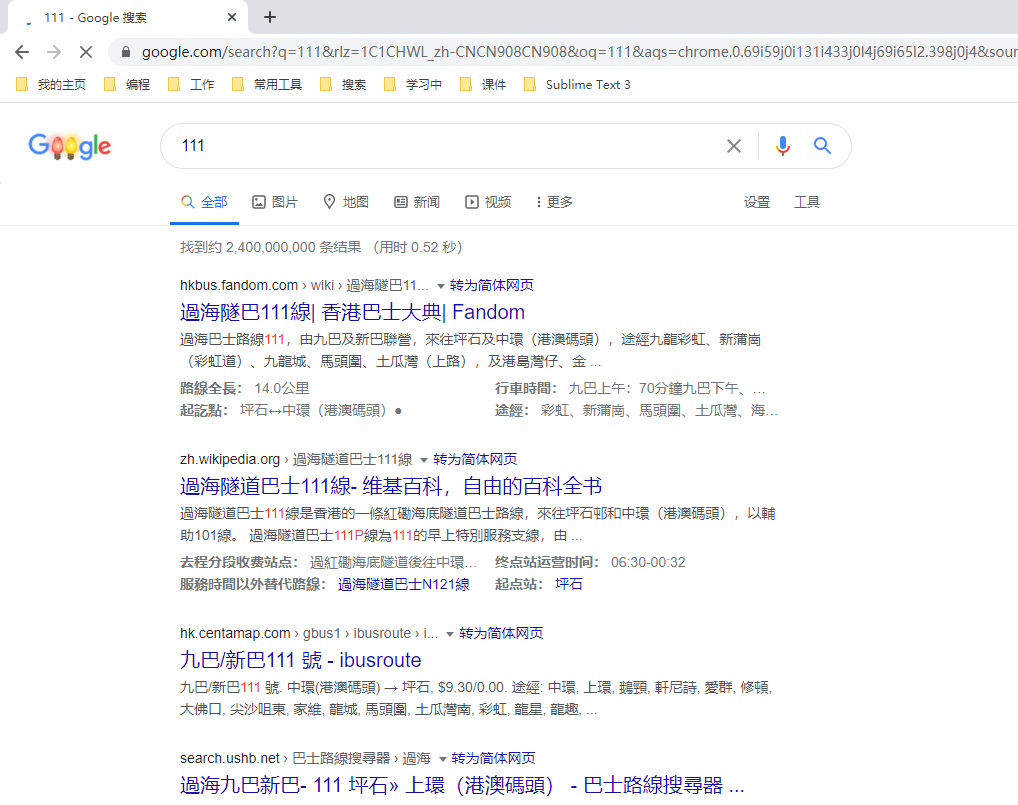 111 - Google 搜索
google.com/search?q=111&rlz=1C1CHWL_zh-CNCN908CN908&oq=111&aqs=chrome.0.69i59j0i131i433j0l4j69i65l2.398j0j4&sour
我的主页 编程 工作 常用工具 搜索 学习中 课件 Sublime Text 3
Google
111
全部 图片 地图 新闻 视频 更多 设置 工具
找到约 2,400,000,000 条结果 （用时 0.52 秒）
hkbus.fandom.com › wiki › 過海隧巴11... 转为简体网页
過海隧巴111線| 香港巴士大典| Fandom
過海巴士路線111，由九巴及新巴聯營，來往坪石及中環（港澳碼頭），途經九龍彩虹、新蒲崗
（彩虹道）、九龍城、馬頭圍、土瓜灣（上路），及港島灣仔、金 ...
路線全長： 14.0公里 行車時間： 九巴上午：70分鐘九巴下午、...
起訖點： 坪石↔中環（港澳碼頭）● 途經： 彩虹、新蒲崗、馬頭圍、土瓜灣、海...
zh.wikipedia.org › 過海隧道巴士111線 转为简体网页
過海隧道巴士111線- 维基百科，自由的百科全书
過海隧道巴士111線是香港的一條紅磡海底隧道巴士路線，來往坪石邨和中環（港澳碼頭），以輔
助101線。 過海隧道巴士111P線為111的早上特別服務支線，由 ...
去程分段收费站点： 過紅磡海底隧道後往中環... 终点站运营时间： 06:30-00:32
服務時間以外替代路線： 過海隧道巴士N121線 起点站： 坪石
hk.centamap.com › gbus1 › ibusroute › i... 转为简体网页
九巴/新巴111 號 - ibusroute
九巴/新巴111 號. 中環(港澳碼頭) → 坪石, $9.30/0.00. 途經: 中環, 上環, 鵝頸, 軒尼詩, 愛群, 修頓,
大佛口, 尖沙咀東, 家維, 龍城, 馬頭圍, 土瓜灣南, 彩虹, 龍星, 龍趣, ...
search.ushb.net › 巴士路線搜尋器 › 過海 转为简体网页
過海九巴新巴- 111 坪石» 上環（港澳碼頭） - 巴士路線搜尋器 ...